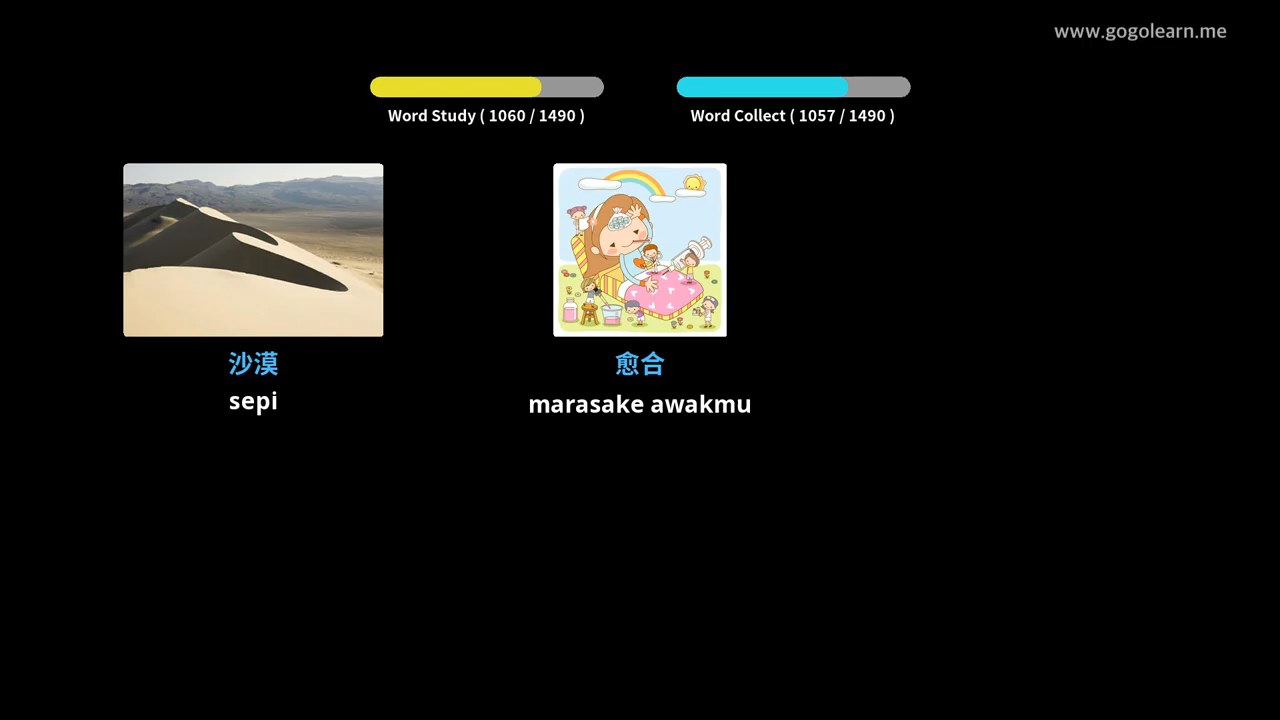 www.gogolearn.me
Word Study ( 1060 / 1490 )
Word Collect ( 1057 / 1490 )
沙漠
sepi
愈合
marasake awakmu